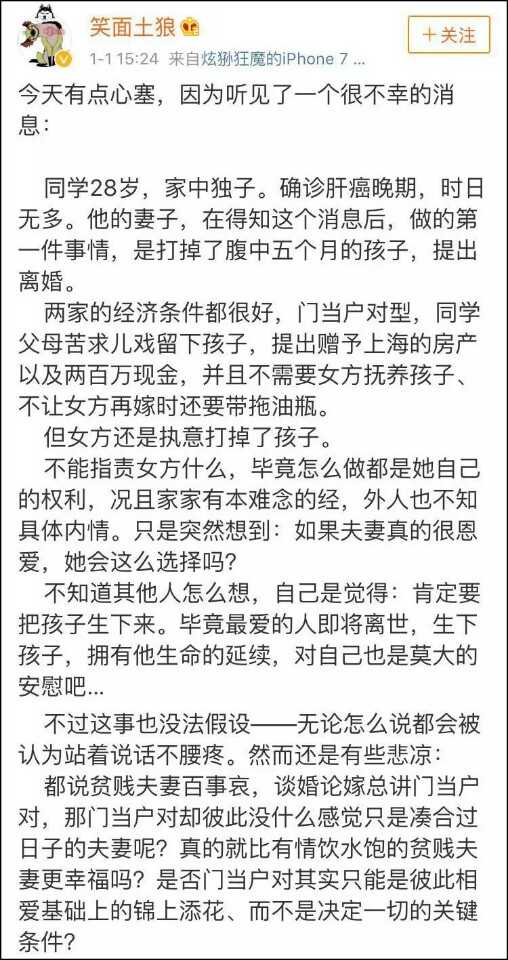 笑面土狼
+关注
1-1 15:24 来自炫狲狂魔的iPhone 7 ...
今天有点心塞，因为听见了一个很不幸的消
息：
同学28岁，家中独子。确诊肝癌晚期，时日
无多。他的妻子，在得知这个消息后，做的第
一件事情，是打掉了腹中五个月的孩子，提出
离婚。
两家的经济条件都很好，门当户对型，同学
父母苦求儿戏留下孩子，提出赠予上海的房产
以及两百万现金，并且不需要女方抚养孩子、
不让女方再嫁时还要带拖油瓶。
但女方还是执意打掉了孩子。
不能指责女方什么，毕竟怎么做都是她自己
的权利，况且家家有本难念的经，外人也不知
具体内情。只是突然想到：如果夫妻真的很恩
爱，她会这么选择吗？
不知道其他人怎么想，自己是觉得：肯定要
把孩子生下来。毕竟最爱的人即将离世，生下
孩子，拥有他生命的延续，对自己也是莫大的
安慰吧...
不过这事也没法假设——无论怎么说都会被
认为站着说话不腰疼。然而还是有些悲凉：
都说贫贱夫妻百事哀，谈婚论嫁总讲门当户
对，那门当户对却彼此没什么感觉只是凑合过
日子的夫妻呢？真的就比有情饮水饱的贫贱夫
妻更幸福吗？是否门当户对其实只能是彼此相
爱基础上的锦上添花、而不是决定一切的关键
条件？